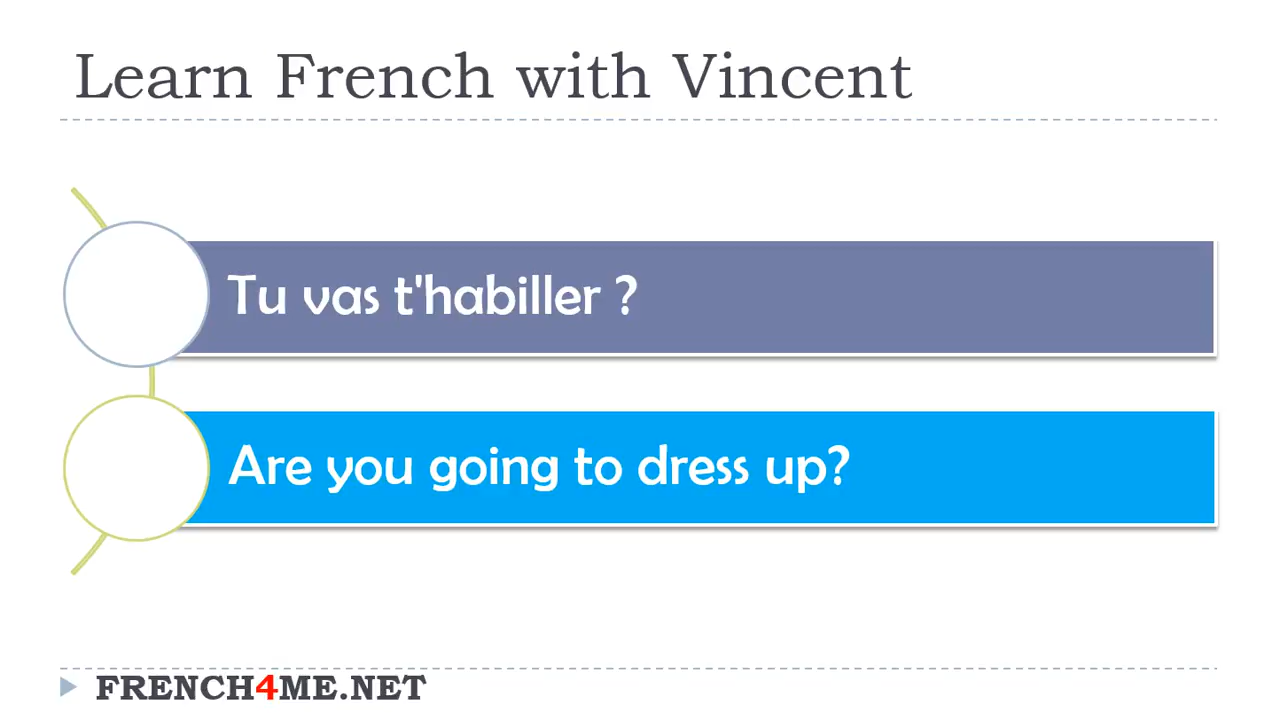 Learn French with Vincent
Tu vas t'habiller ?
Are you going to dress up?
FRENCH4ME.NET